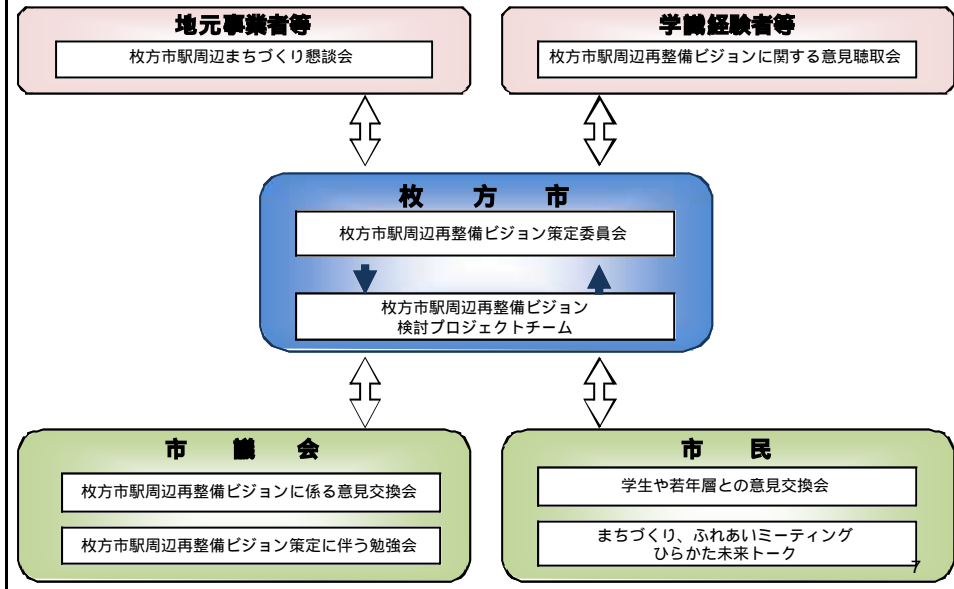 地元事業者等
枚方市駅周辺まちづくり懇談会
学識経験者等
枚方市駅周辺再整備ビジョンに関する意見聴取会
枚方市
枚方市駅周辺再整備ビジョン策定委員会
枚方市駅周辺再整備ビジョン
検討プロジェクトチーム
市議会
枚方市駅周辺再整備ビジョンに係る意見交換会
枚方市駅周辺再整備ビジョン策定に伴う勉強会
市民
学生や若年層との意見交換会
まちづくり、ふれあいミーティング
ひらかた未来トーク
7